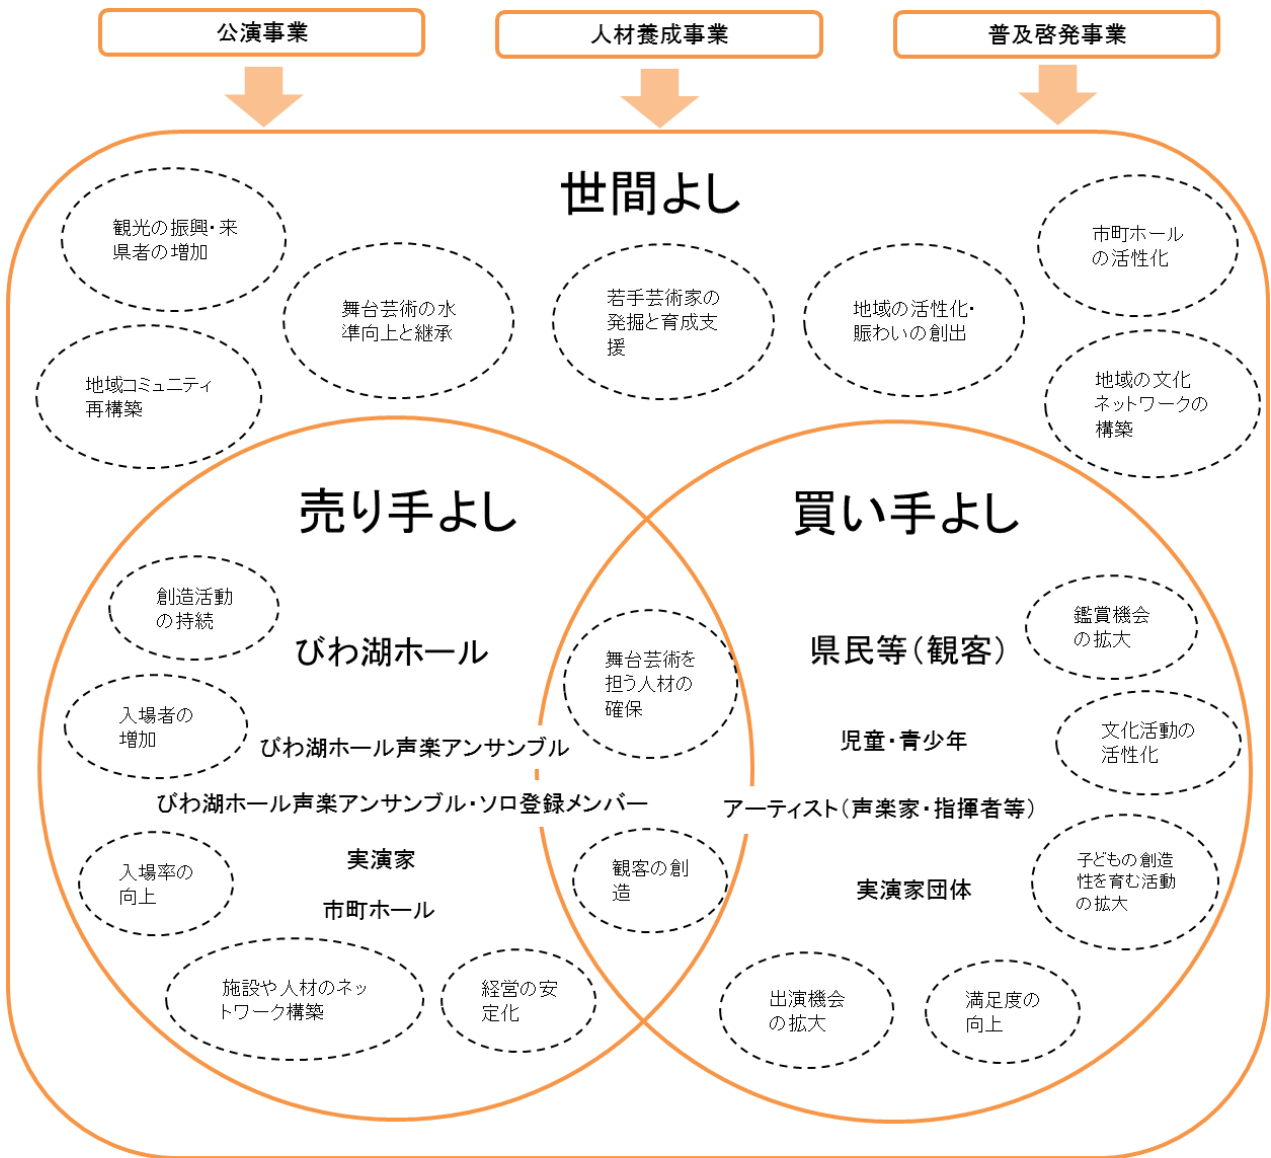 公演事業
人材養成事業
普及啓発事業
世間よし
観光の振興・来
県者の増加
市町ホール
の活性化
舞台芸術の水
準向上と継承
若手芸術家の
発掘と育成支
援
地域の活性化・
賑わいの創出
地域コミュニティ
再構築
地域の文化
ネットワークの
構築
売り手よし
買い手よし
創造活動
の持続
びわ湖ホール
入場者の
増加
びわ湖ホール声楽アンサンブル
びわ湖ホール声楽アンサンブル・ソロ登録メンバー
実演家
入場率の
向上
市町ホール
施設や人材のネッ
トワーク構築
経営の安
定化
舞台芸術を
担う人材の
確保
観客の創
造
鑑賞機会
の拡大
県民等（観客）
文化活動の
活性化
児童・青少年
アーティスト（声楽家・指揮者等）
子どもの創造
性を育む活動
の拡大
実演家団体
出演機会
の拡大
満足度の
向上